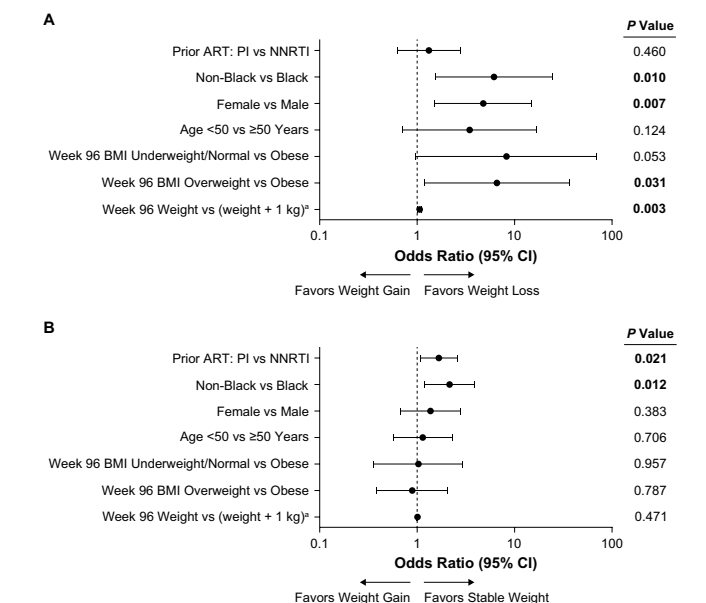 A
P Value
Prior ART: PI vs NNRTI 0.460
Non-Black vs Black 0.010
Female vs Male 0.007
Age <50 vs ≥50 Years 0.124
Week 96 BMI Underweight/Normal vs Obese 0.053
Week 96 BMI Overweight vs Obese 0.031
Week 96 Weight vs (weight + 1 kg)ᵃ 0.003
0.1 1 10 100
Odds Ratio (95% CI)
Favors Weight Gain Favors Weight Loss
B
P Value
Prior ART: PI vs NNRTI 0.021
Non-Black vs Black 0.012
Female vs Male 0.383
Age <50 vs ≥50 Years 0.706
Week 96 BMI Underweight/Normal vs Obese 0.957
Week 96 BMI Overweight vs Obese 0.787
Week 96 Weight vs (weight + 1 kg)ᵃ 0.471
0.1 1 10 100
Odds Ratio (95% CI)
Favors Weight Gain Favors Stable Weight